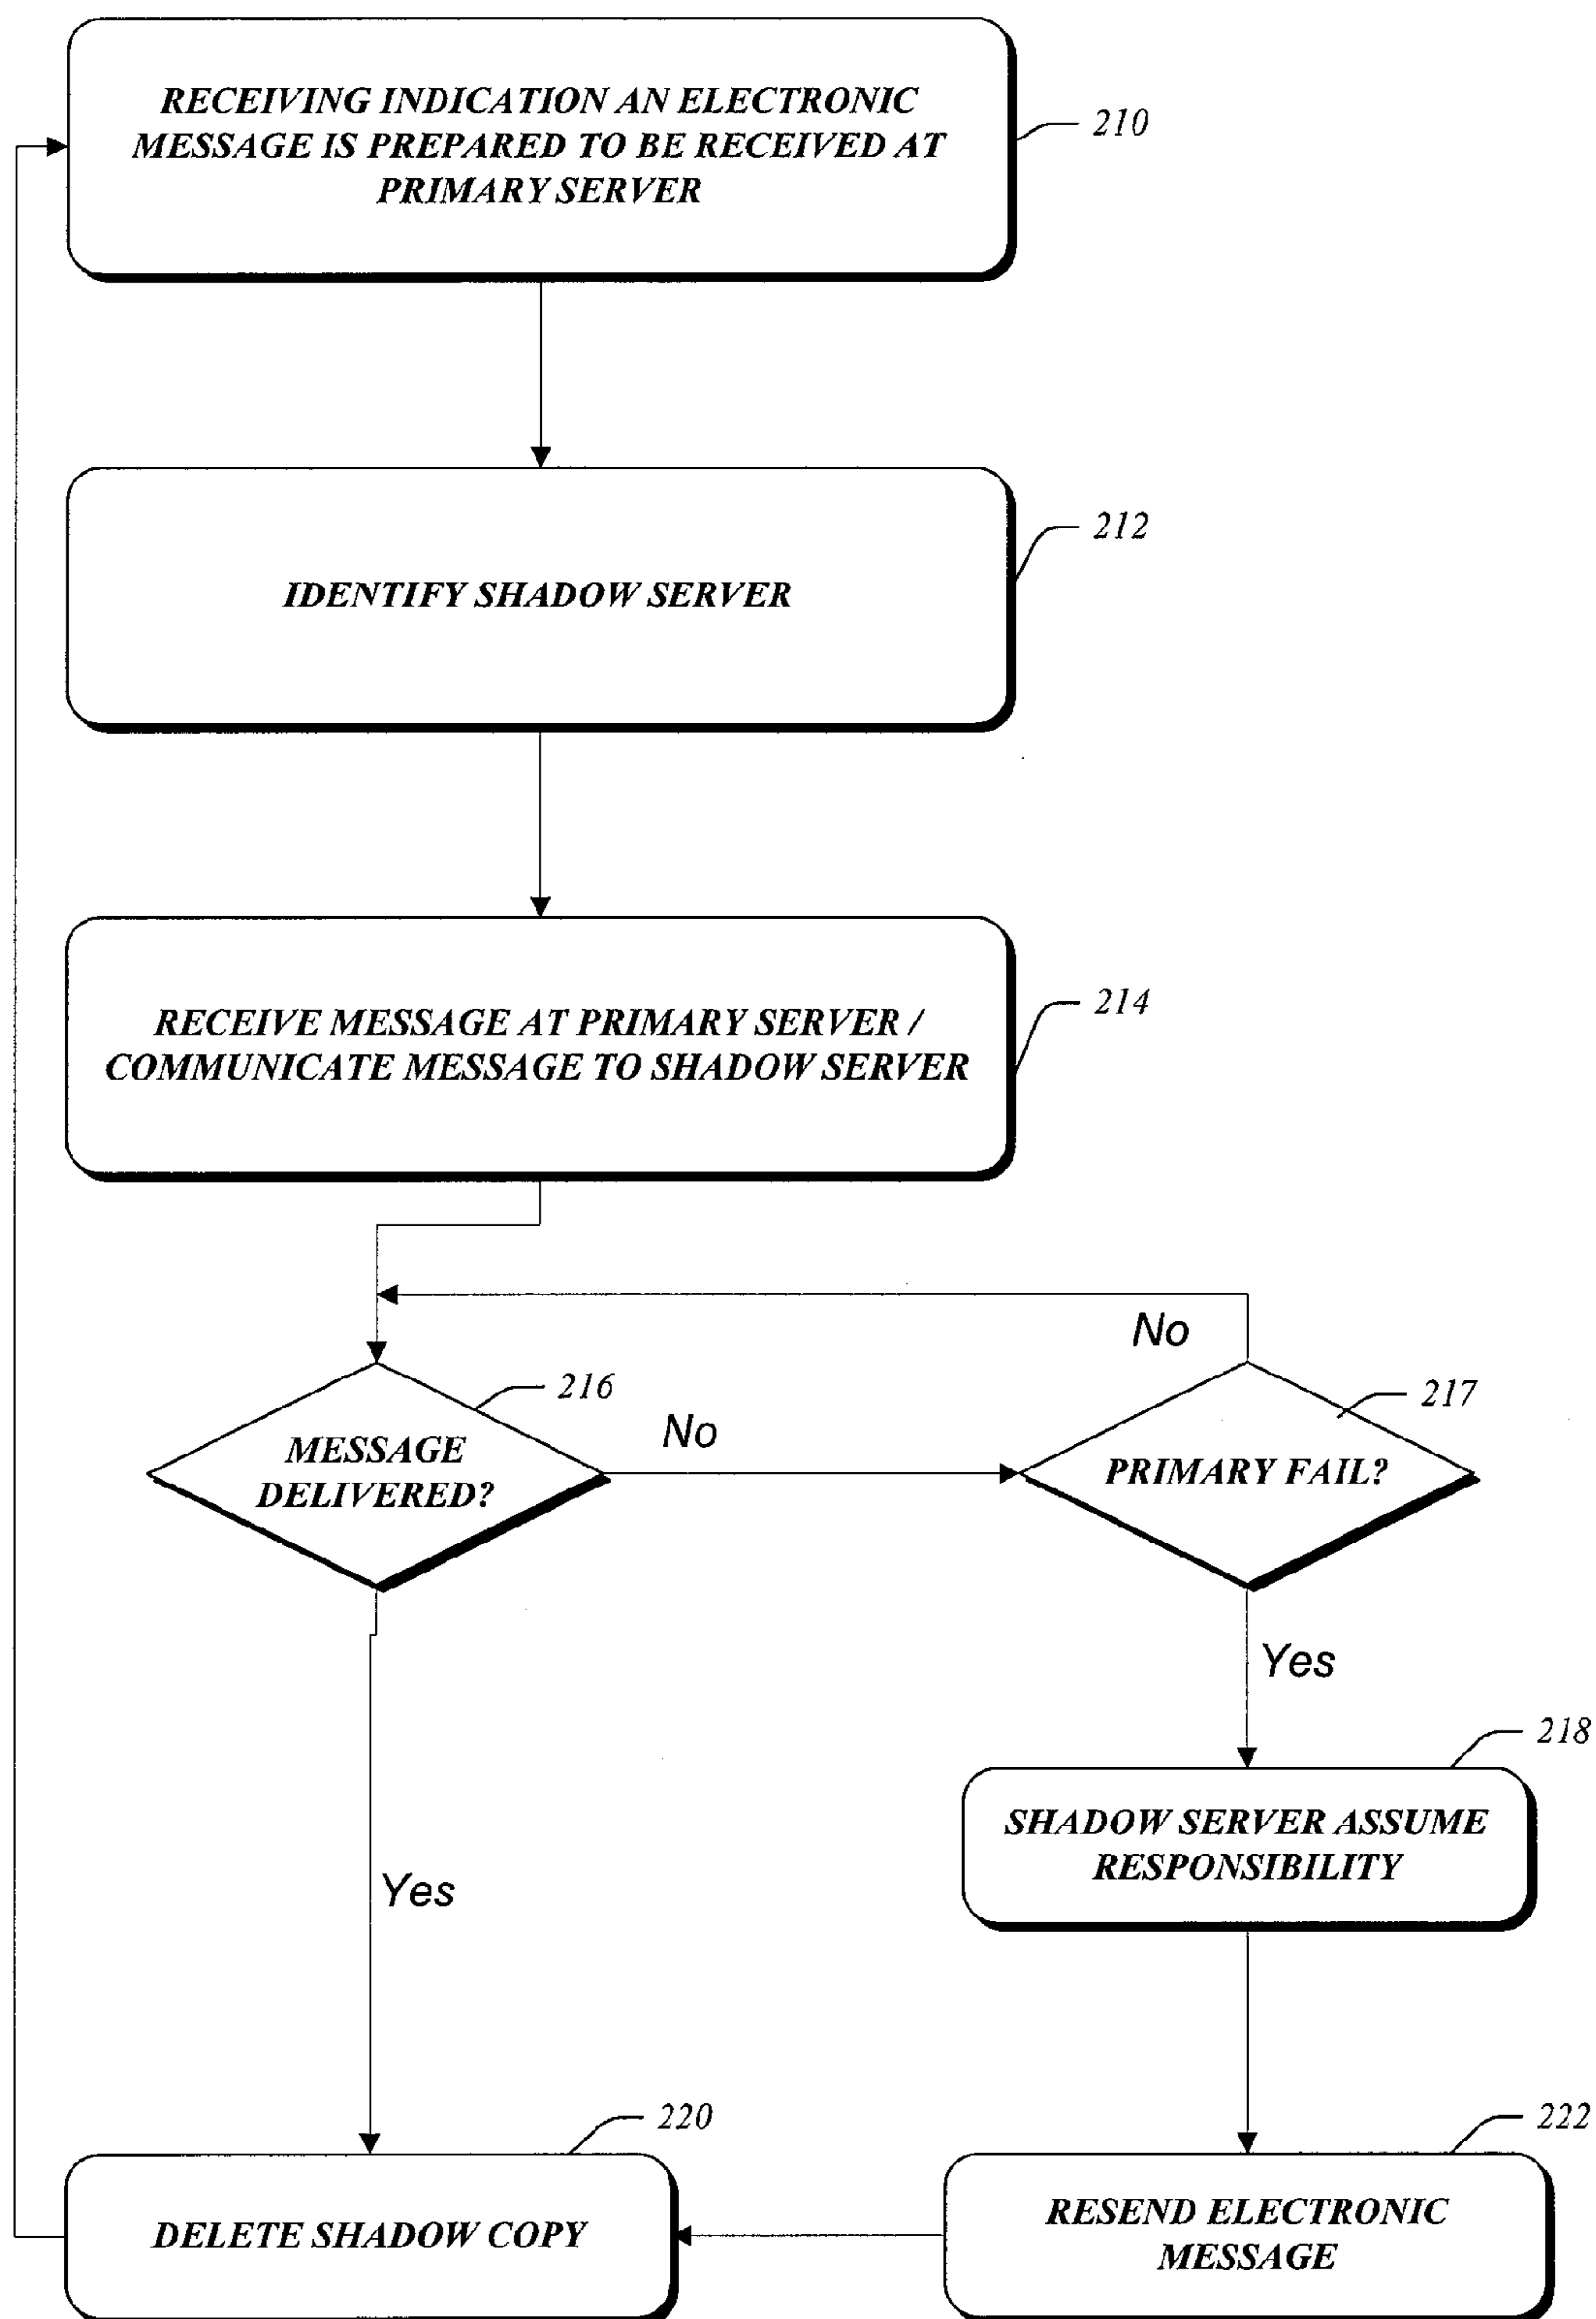 RECEIVING INDICATION AN ELECTRONIC
MESSAGE IS PREPARED TO BE RECEIVED AT
PRIMARY SERVER
210
IDENTIFY SHADOW SERVER
212
RECEIVE MESSAGE AT PRIMARY SERVER /
COMMUNICATE MESSAGE TO SHADOW SERVER
214
No
216
217
MESSAGE
DELIVERED?
No
PRIMARY FAIL?
Yes
218
SHADOW SERVER ASSUME
RESPONSIBILITY
Yes
220
222
DELETE SHADOW COPY
RESEND ELECTRONIC
MESSAGE